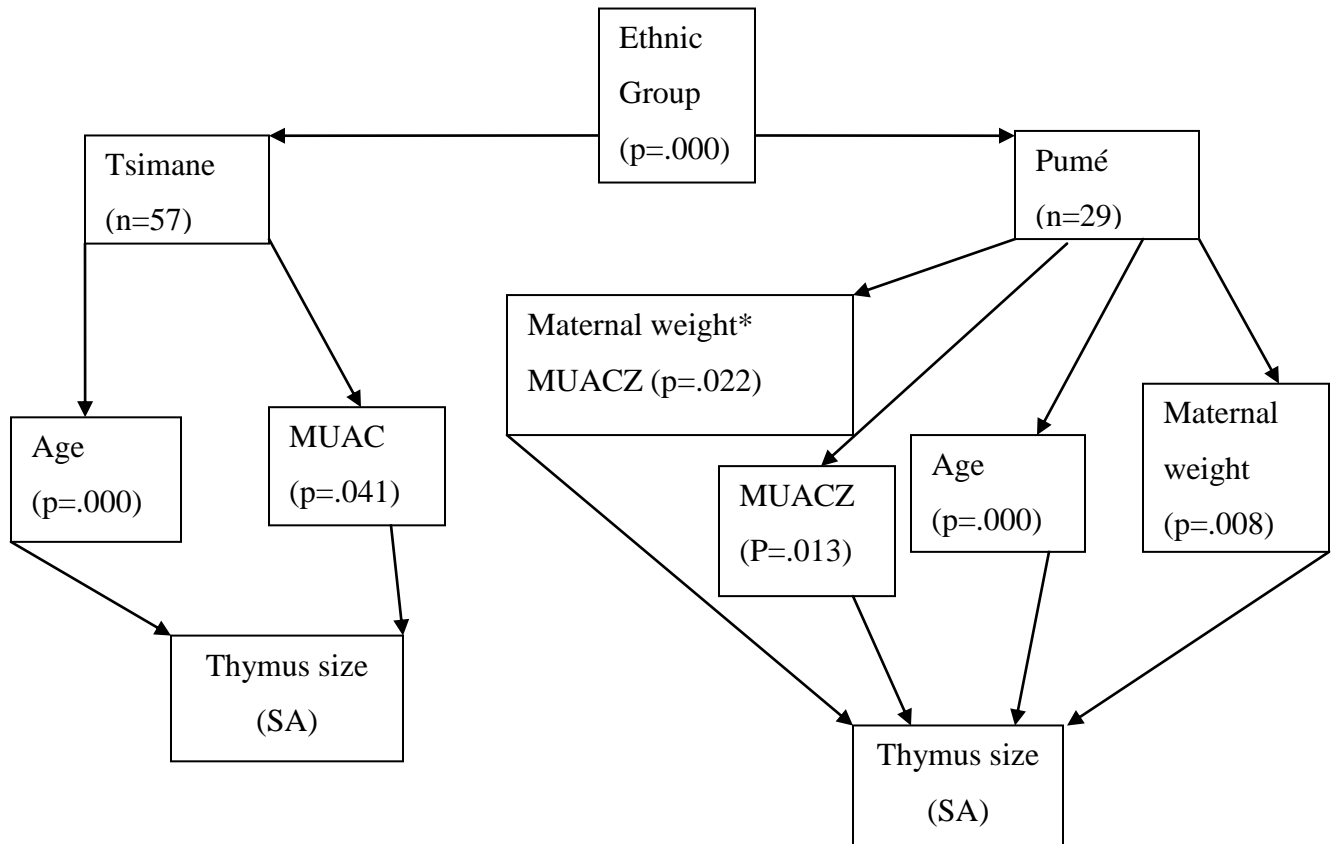 Ethnic
Group
(p=.000)
Tsimane
(n=57)
Pumé
(n=29)
Maternal weight*
MUACZ (p=.022)
Age
(p=.000)
MUAC
(p=.041)
MUACZ
(P=.013)
Age
(p=.000)
Maternal
weight
(p=.008)
Thymus size
(SA)
Thymus size
(SA)